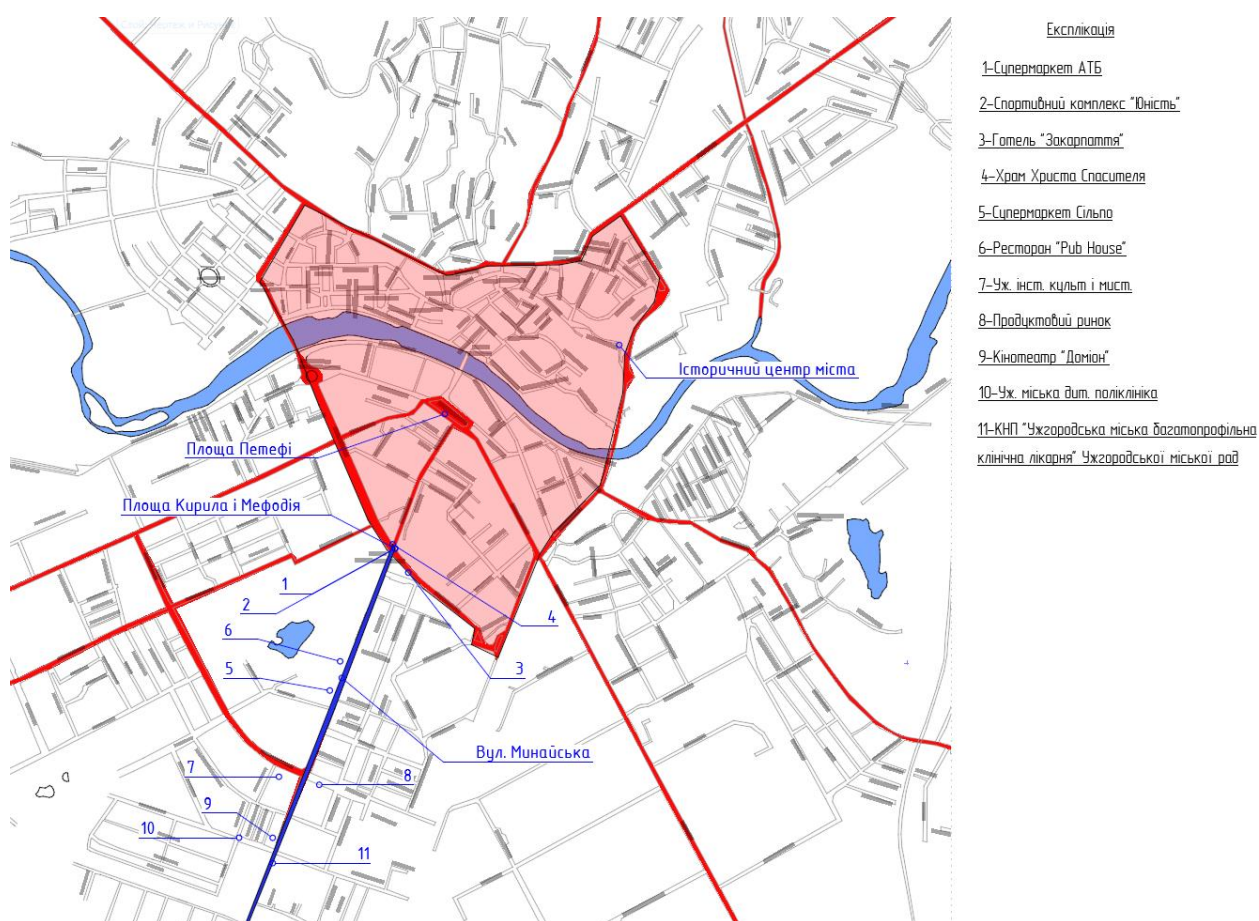 Експлікація
1-Супермаркет АТБ
2-Спортивний комплекс "Юність"
3-Готель "Закарпаття"
4-Храм Христа Спасителя
5-Супермаркет Сільпо
6-Ресторан "Pub House"
7-Уж. інст. культ і мист.
8-Продуктовий ринок
9-Кінотеатр "Доміон"
10-Уж. міська дит. поліклініка
11-КНП "Ужгородська міська багатопрофільна
клінічна лікарня" Ужгородської міської рад
Історичний центр міста
Площа Петефі
Площа Кирила і Мефодія
1
2
4
6
3
5
Вул. Минайська
7
8
9
10
11